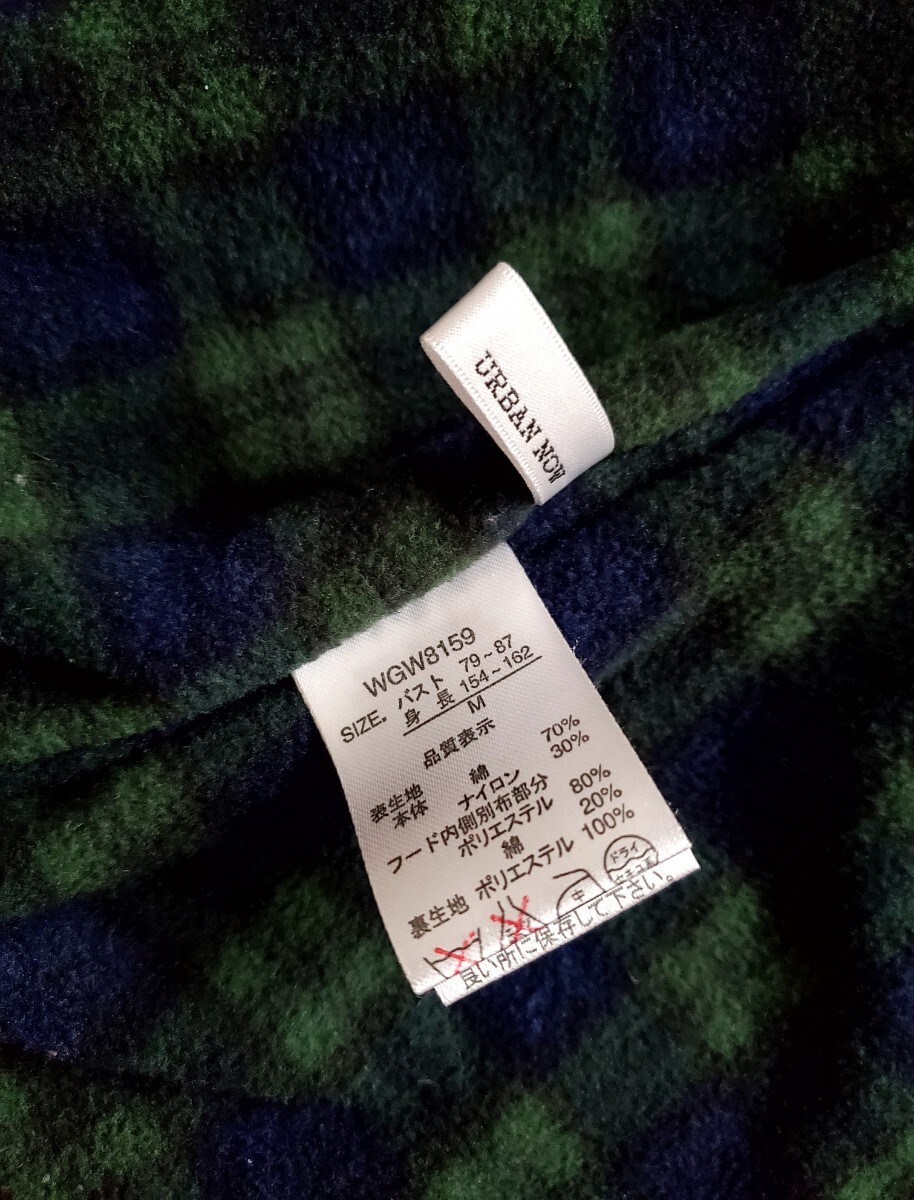 URBAN NOW
WGW8159
SIZE. バスト 79~87
身長 154~162
M
品質表示
表生地 綿 70%
本体 ナイロン 30%
フード内側別布部分
ポリエステル 80%
綿 20%
裏生地 ポリエステル 100%
中 ドライ
良い所に保存して下さい。